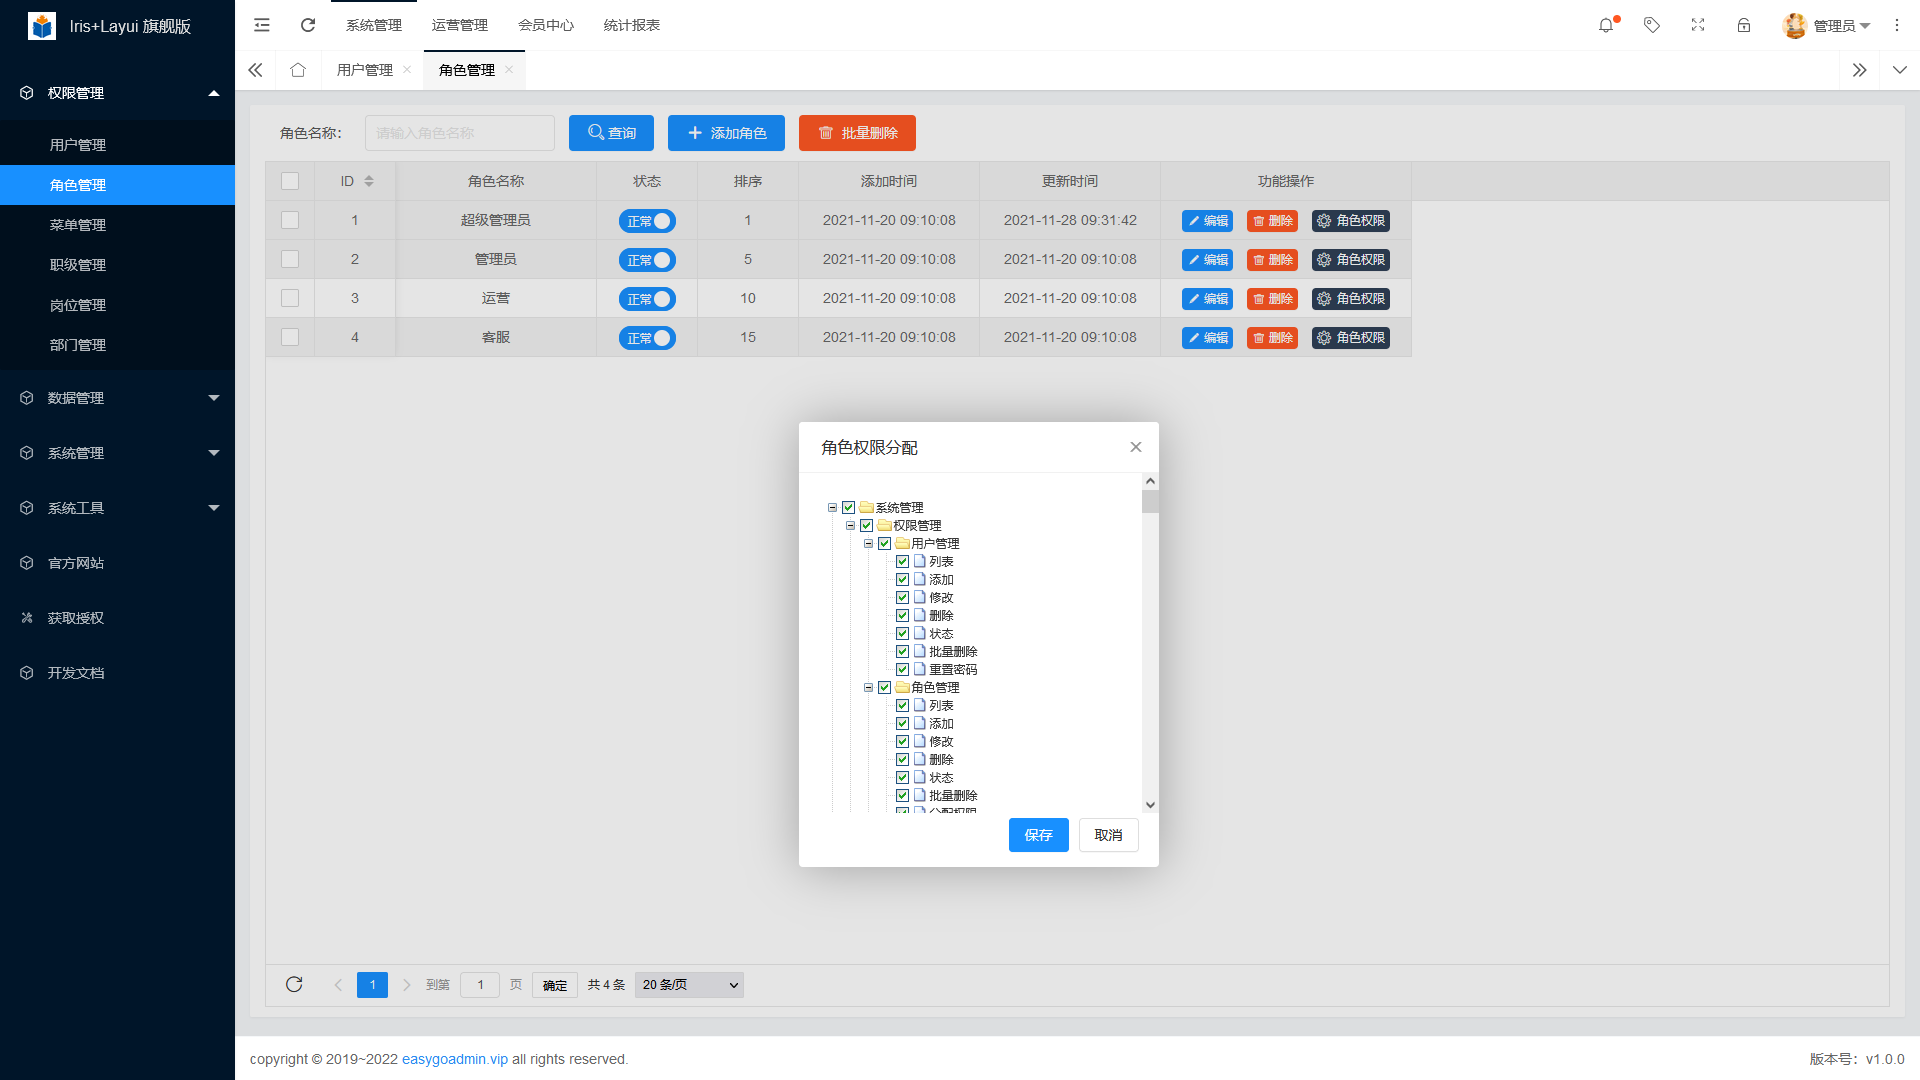 Iris+Layui 旗舰版
系统管理 运营管理 会员中心 统计报表 管理员
用户管理 角色管理
权限管理
用户管理
角色管理
菜单管理
职级管理
岗位管理
部门管理
数据管理
系统管理
系统工具
官方网站
获取授权
开发文档
角色名称： 请输入角色名称 查询 添加角色 批量删除
ID 角色名称 状态 排序 添加时间 更新时间 功能操作
1 超级管理员 正常 1 2021-11-20 09:10:08 2021-11-28 09:31:42 编辑 删除 角色权限
2 管理员 正常 5 2021-11-20 09:10:08 2021-11-20 09:10:08 编辑 删除 角色权限
3 运营 正常 10 2021-11-20 09:10:08 2021-11-20 09:10:08 编辑 删除 角色权限
4 客服 正常 15 2021-11-20 09:10:08 2021-11-20 09:10:08 编辑 删除 角色权限
角色权限分配
系统管理
权限管理
用户管理
列表
添加
修改
删除
状态
批量删除
重置密码
角色管理
列表
添加
修改
删除
状态
批量删除
分配权限
保存 取消
1 到第 1 页 确定 共 4 条 20 条/页
copyright © 2019~2022 easygoadmin.vip all rights reserved. 版本号：v1.0.0